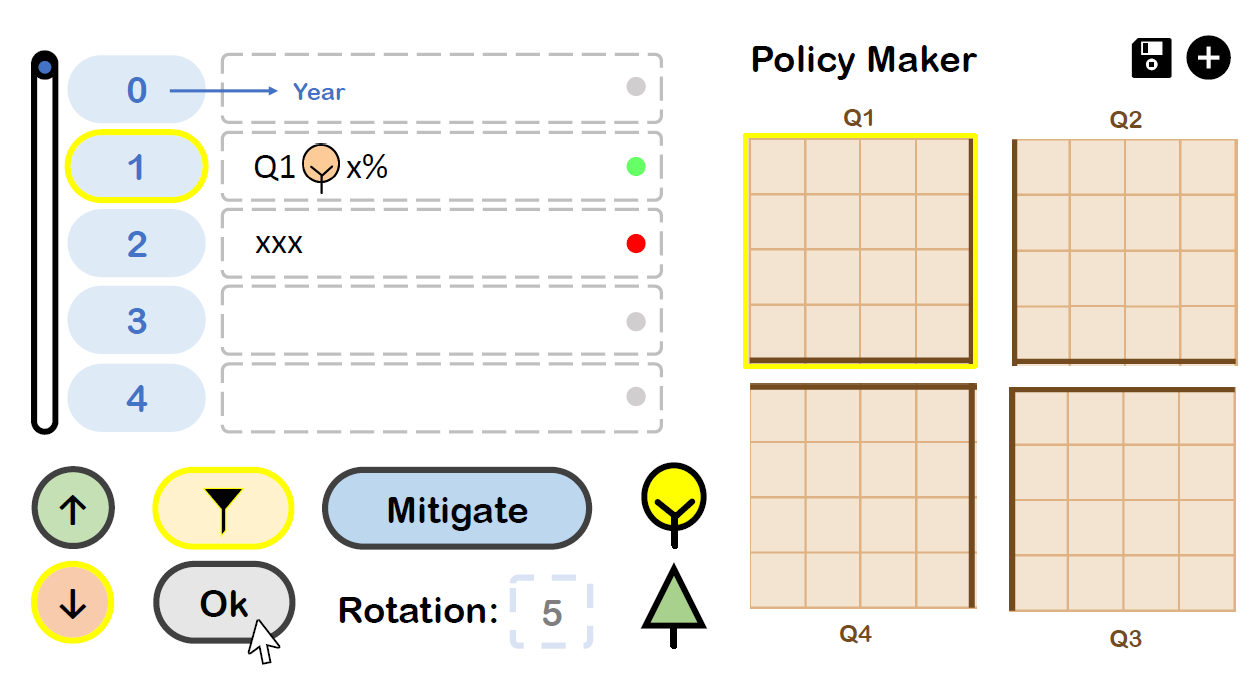 Policy Maker
0 Year
1 Q1 x%
2 xxx
3
4
Q1
Q2
Q4
Q3
↑
Mitigate
↓
Ok
Rotation: 5